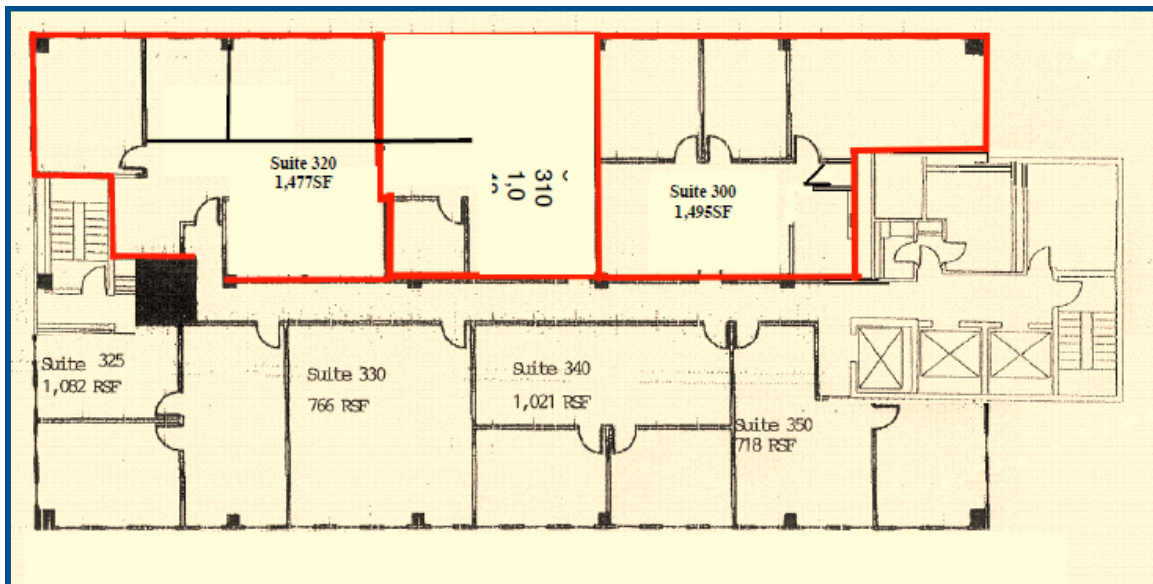 Suite 320
1,477SF
310
1,0
Suite 300
1,495SF
Suite 325
1,082 RSF
Suite 330
766 RSF
Suite 340
1,021 RSF
Suite 350
718 RSF